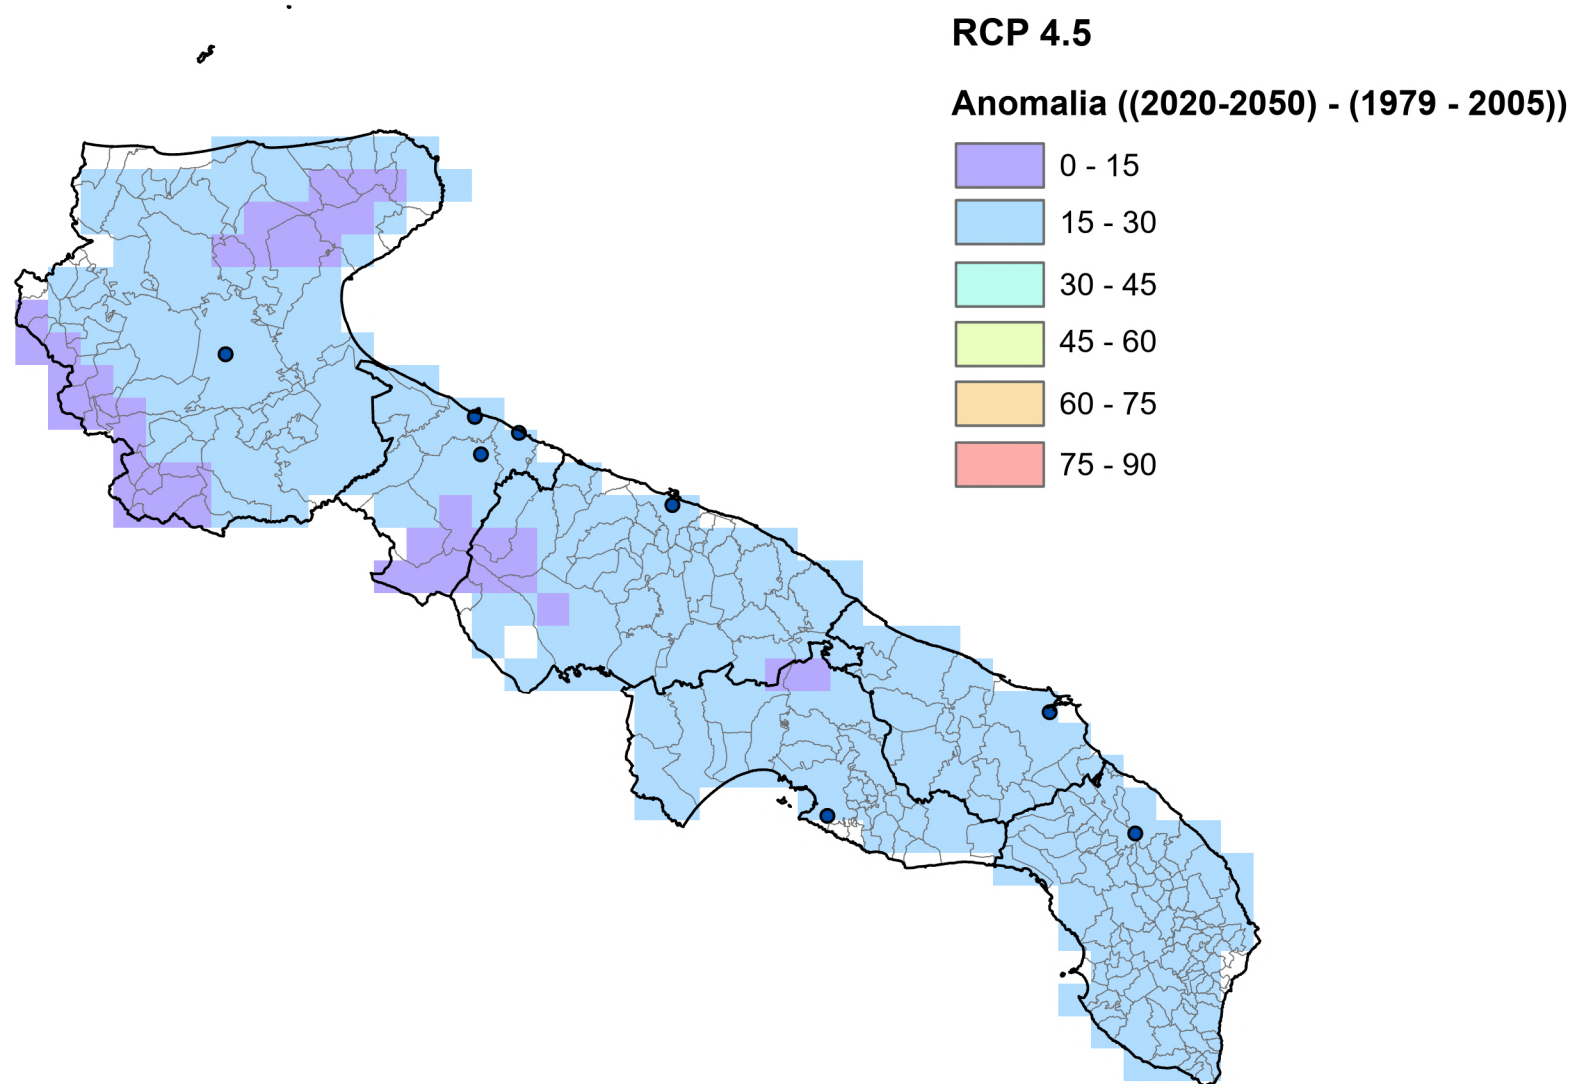 RCP 4.5
Anomalia ((2020-2050) - (1979 - 2005))
0 - 15
15 - 30
30 - 45
45 - 60
60 - 75
75 - 90